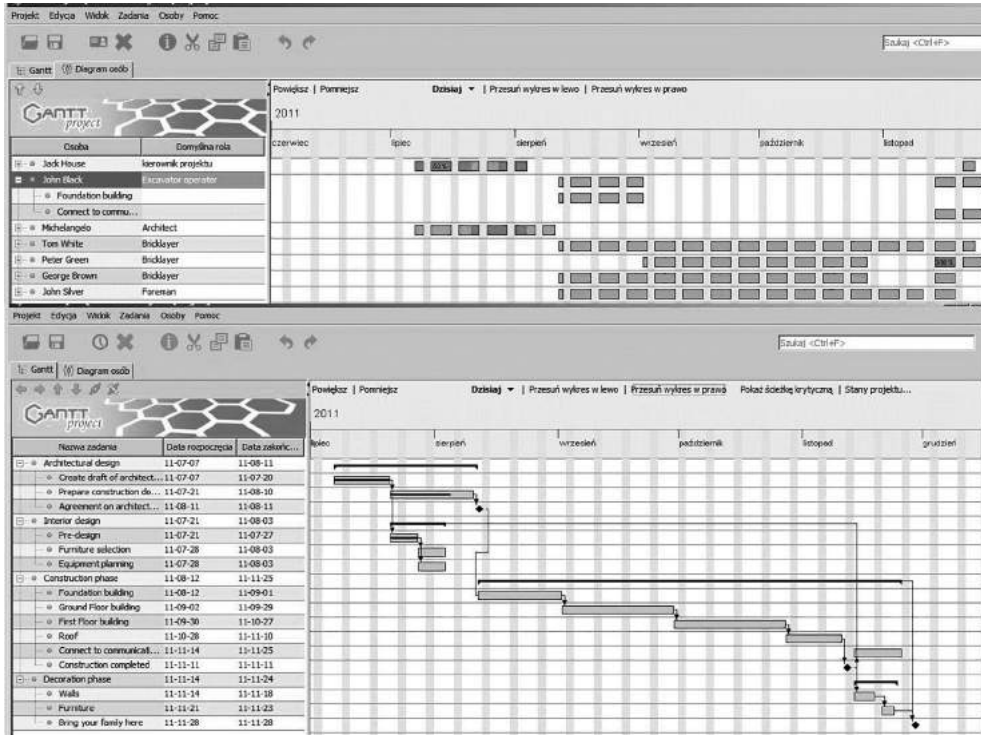 Projekt Edycja Widok Zadania Osoby Pomoc
Szukaj <Ctrl+F>
Gantt Diagram osób
Powiększ | Pomniejsz Dzisiaj | Przesuń wykres w lewo | Przesuń wykres w prawo
GANTT project
2011
Osoba Domyślna rola
czerwiec lipiec sierpień wrzesień październik listopad
Jack House kierownik projektu
John Black Excavator operator
Foundation building
Connect to commu...
Michelangelo Architect
Tom White Bricklayer
Peter Green Bricklayer
George Brown Bricklayer
John Silver Foreman
Projekt Edycja Widok Zadania Osoby Pomoc
Szukaj <Ctrl+F>
Gantt Diagram osób
Powiększ | Pomniejsz Dzisiaj | Przesuń wykres w lewo | Przesuń wykres w prawo Pokaż ścieżkę krytyczną | Stany projektu...
GANTT project
2011
Nazwa zadania Data rozpoczęcia Data zakońc...
lipiec sierpień wrzesień październik listopad grudzień
Architectural design 11-07-07 11-08-11
Create draft of architect... 11-07-07 11-07-20
Prepare construction do... 11-07-21 11-08-10
Agreement on architect... 11-08-11 11-08-11
Interior design 11-07-21 11-08-03
Pre-design 11-07-21 11-07-27
Furniture selection 11-07-28 11-08-03
Equipment planning 11-07-28 11-08-03
Construction phase 11-08-12 11-11-25
Foundation building 11-08-12 11-09-01
Ground Floor building 11-09-02 11-09-29
First Floor building 11-09-30 11-10-27
Roof 11-10-28 11-11-10
Connect to communicati... 11-11-14 11-11-25
Construction completed 11-11-11 11-11-11
Decoration phase 11-11-14 11-11-24
Walls 11-11-14 11-11-18
Furniture 11-11-21 11-11-23
Bring your family here 11-11-28 11-11-28